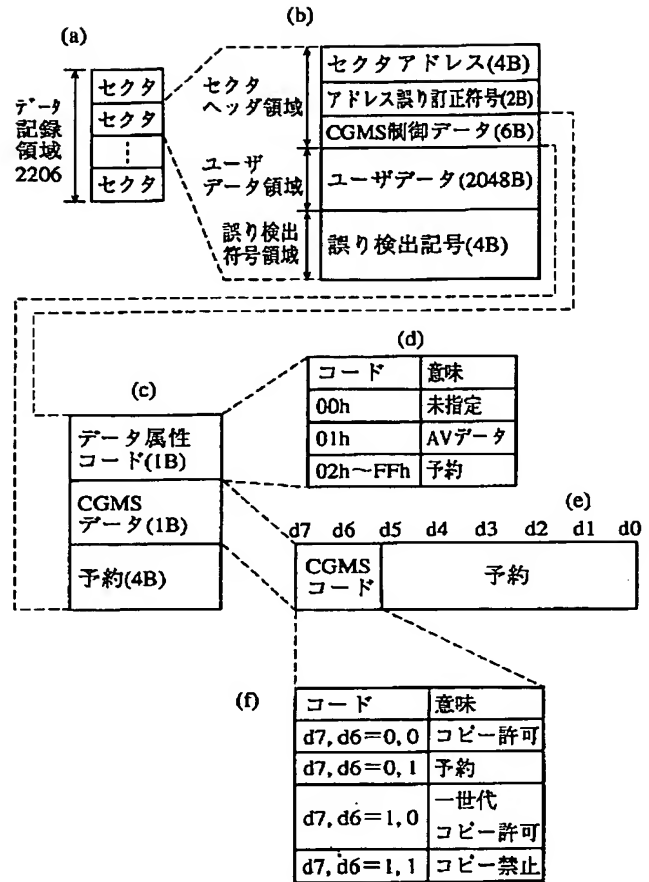 (a)
データ
記録
領域
2206
セクタ
セクタ
⋮
セクタ
(b)
セクタ
ヘッダ領域
ユーザ
データ領域
誤り検出
符号領域
セクタアドレス(4B)
アドレス誤り訂正符号(2B)
CGMS制御データ(6B)
ユーザデータ(2048B)
誤り検出記号(4B)
(c)
データ属性
コード(1B)
CGMS
データ(1B)
予約(4B)
(d)
コード 意味
00h 未指定
01h AVデータ
02h〜FFh 予約
(e)
d7 d6 d5 d4 d3 d2 d1 d0
CGMS
コード
予約
(f)
コード 意味
d7, d6=0, 0 コピー許可
d7, d6=0, 1 予約
d7, d6=1, 0 一世代
コピー許可
d7, d6=1, 1 コピー禁止